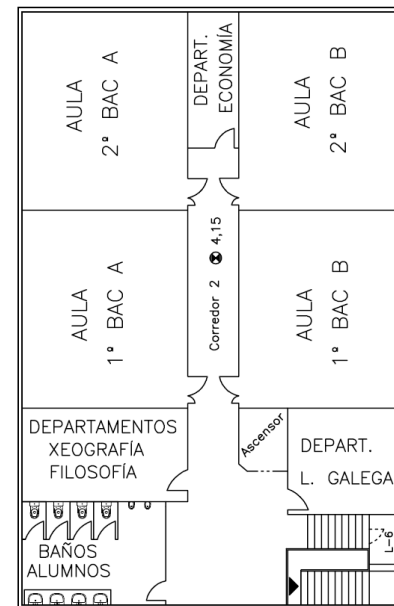 AULA
2º BAC A
DEPART.
ECONOMÍA
AULA
2º BAC B
AULA
1º BAC A
Corredor 2
4,15
AULA
1º BAC B
DEPARTAMENTOS
XEOGRAFÍA
FILOSOFÍA
Ascensor
DEPART.
L. GALEGA
BAÑOS
ALUMNOS
L-6